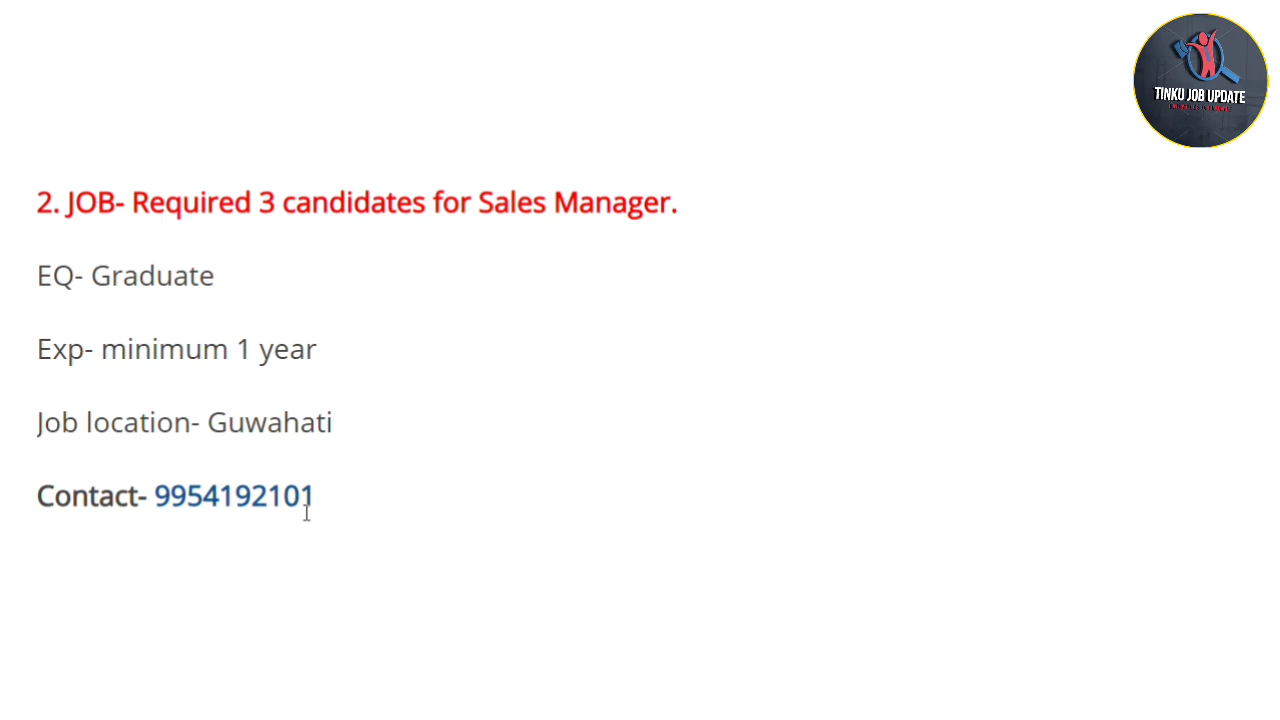 TINKU JOB UPDATE
2. JOB- Required 3 candidates for Sales Manager.
EQ- Graduate
Exp- minimum 1 year
Job location- Guwahati
Contact- 9954192101